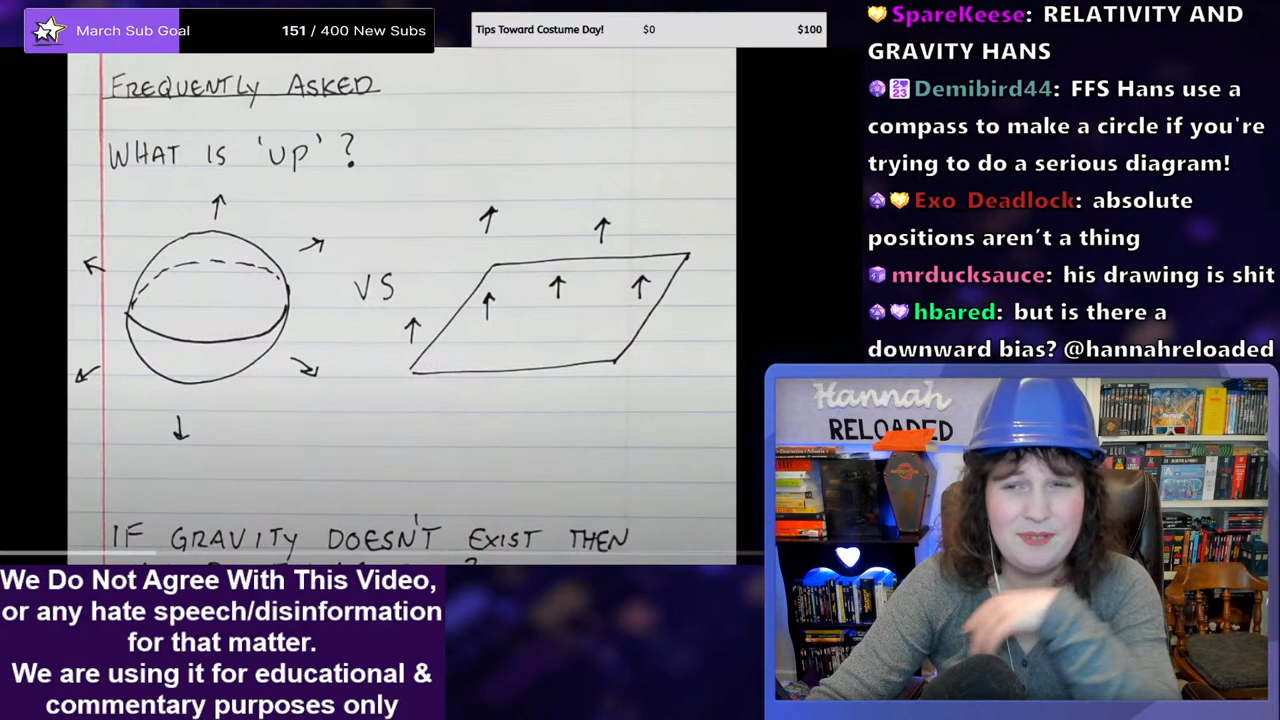 March Sub Goal
151 / 400 New Subs
Tips Toward Costume Day!
$0
$100
FREQUENTLY ASKED
WHAT IS 'UP' ?
VS
IF GRAVITY DOESN'T EXIST THEN
We Do Not Agree With This Video,
or any hate speech/disinformation
for that matter.
We are using it for educational &
commentary purposes only
SpareKeese: RELATIVITY AND
GRAVITY HANS
Demibird44: FFS Hans use a
compass to make a circle if you're
trying to do a serious diagram!
Exo_Deadlock: absolute
positions aren't a thing
mrducksauce: his drawing is shit
hbared: but is there a
downward bias? @hannahreloaded
Hannah
RELOADED